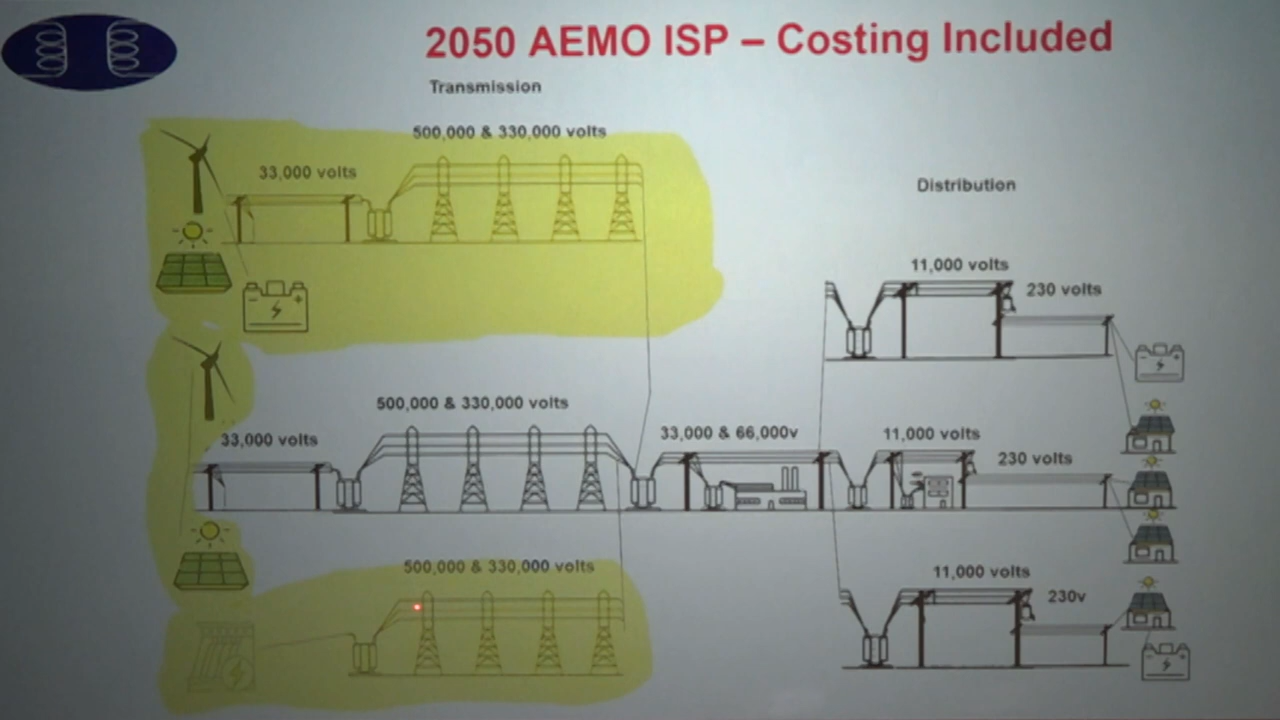 2050 AEMO ISP – Costing Included
Transmission
500,000 & 330,000 volts
33,000 volts
Distribution
11,000 volts
230 volts
500,000 & 330,000 volts
33,000 & 66,000v
11,000 volts
33,000 volts
230 volts
500,000 & 330,000 volts
11,000 volts
230v